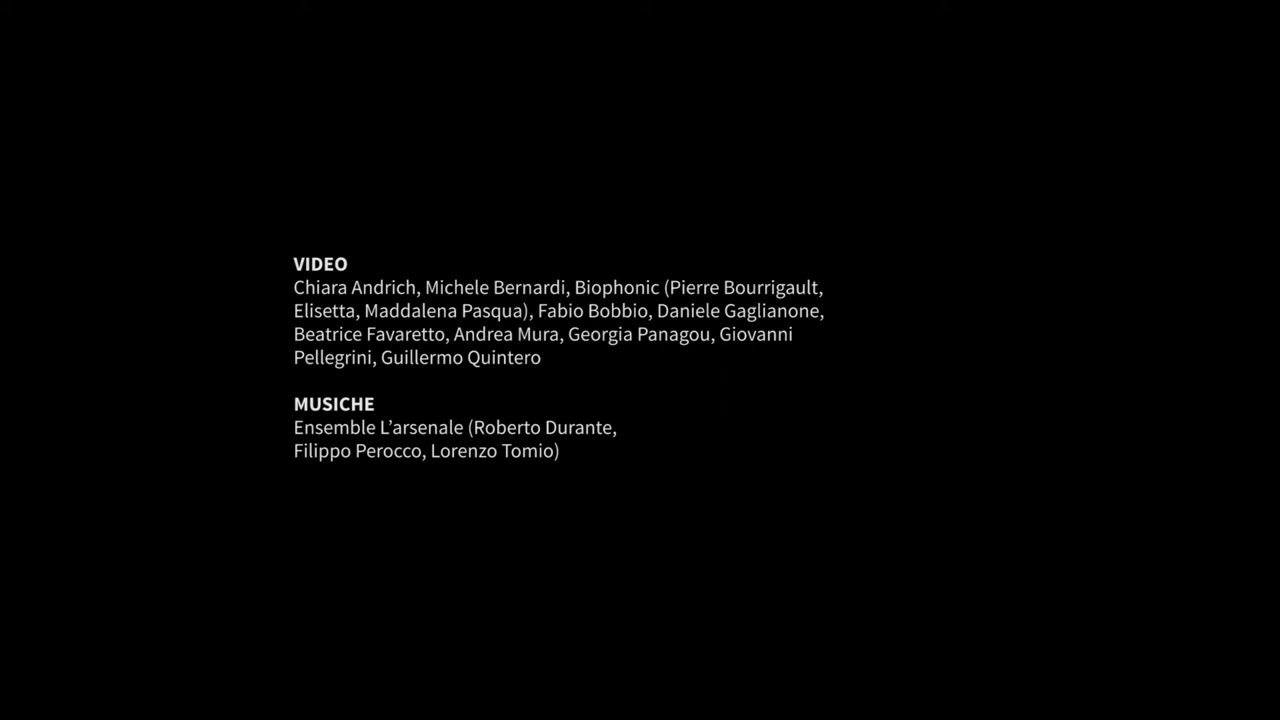 VIDEO
Chiara Andrich, Michele Bernardi, Biophonic (Pierre Bourrigault,
Elisetta, Maddalena Pasqua), Fabio Bobbio, Daniele Gaglianone,
Beatrice Favaretto, Andrea Mura, Georgia Panagou, Giovanni
Pellegrini, Guillermo Quintero
MUSICHE
Ensemble L’arsenale (Roberto Durante,
Filippo Perocco, Lorenzo Tomio)